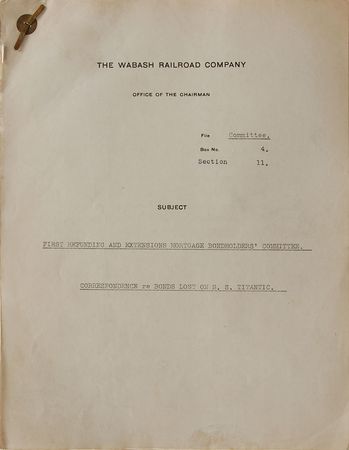 THE WABASH RAILROAD COMPANY
OFFICE OF THE CHAIRMAN
File Committee.
Box No. 4.
Section 11.
SUBJECT
FIRST REFUNDING AND EXTENSIONS MORTGAGE BONDHOLDERS' COMMITTEE.
CORRESPONDENCE re BONDS LOST ON S. S. TITANTIC.